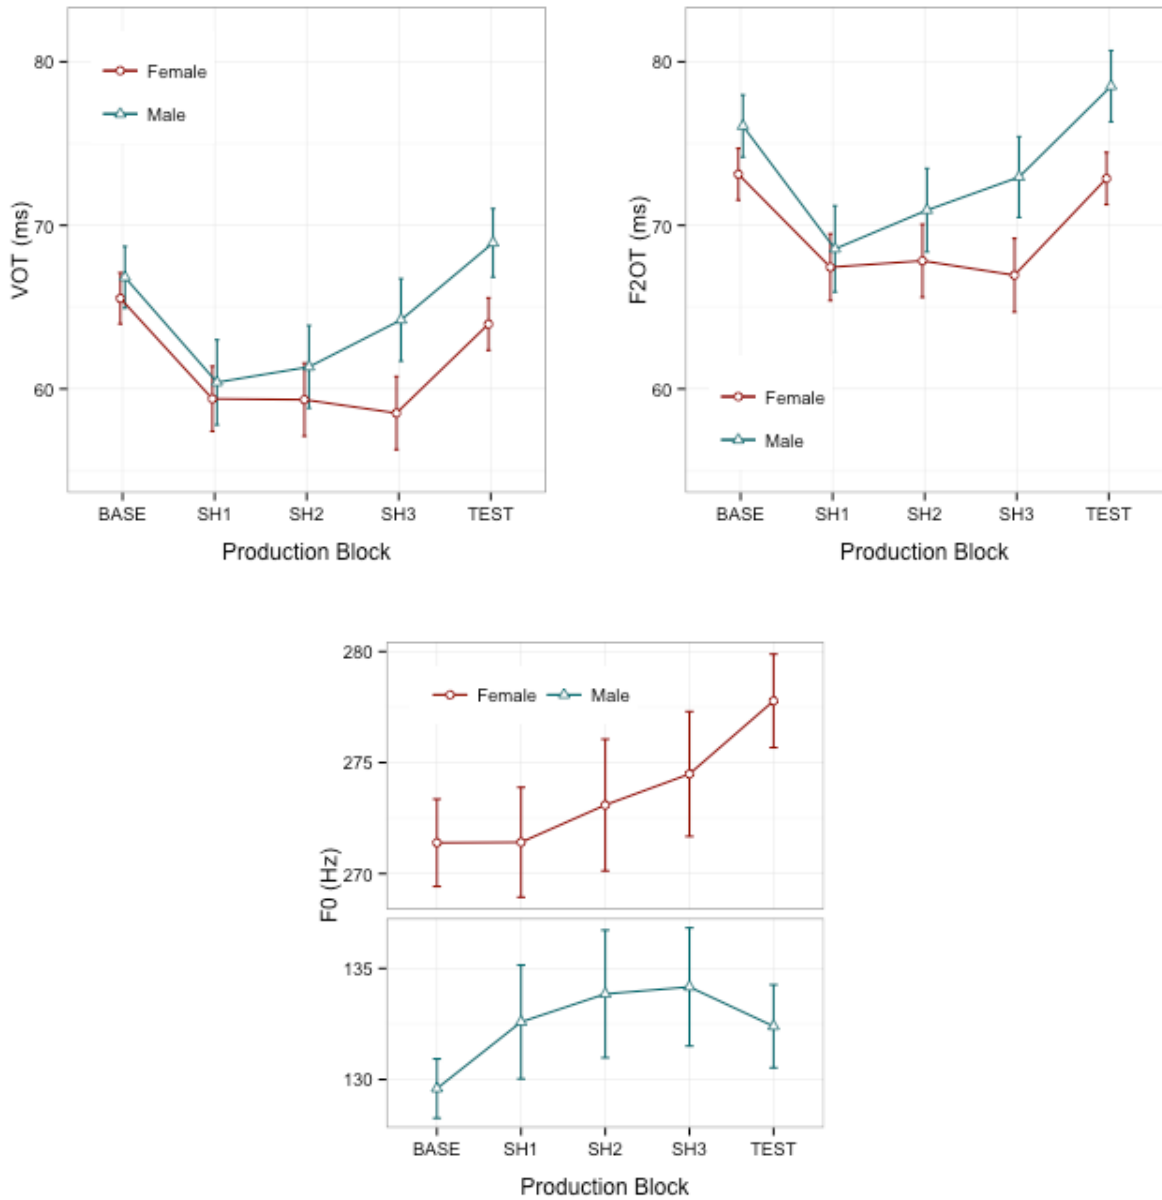 80
70
60
VOT (ms)
Female
Male
BASE SH1 SH2 SH3 TEST
Production Block
80
70
60
F2OT (ms)
Female
Male
BASE SH1 SH2 SH3 TEST
Production Block
280
275
270
135
130
F0 (Hz)
Female Male
BASE SH1 SH2 SH3 TEST
Production Block